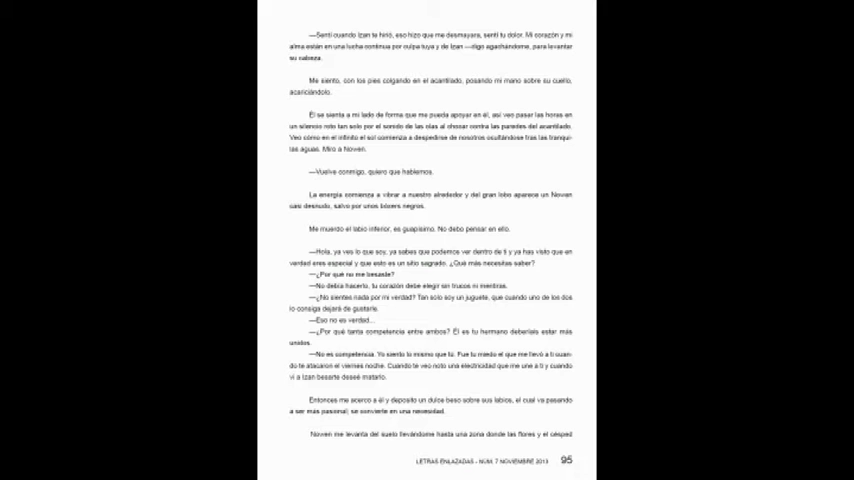 —Sentí cuando Izan te hirió, eso hizo que me desmayara, sentí tu dolor. Mi corazón y mi
alma están en una lucha continua por culpa tuya y de Izan —digo agachándome, para levantar
su cabeza.
Me siento, con los pies colgando en el acantilado, posando mi mano sobre su cuello,
acariciándolo.
Él se sienta a mi lado de forma que me pueda apoyar en él, así veo pasar las horas en
un silencio roto tan solo por el sonido de las olas al chocar contra las paredes del acantilado.
Veo cómo en el infinito el sol comienza a despedirse de nosotros ocultándose tras las tranqui-
las aguas. Miro a Nowen.
—Vuelve conmigo, quiero que hablemos.
La energía comienza a vibrar a nuestro alrededor y del gran lobo aparece un Nowen
casi desnudo, salvo por unos bóxers negros.
Me muerdo el labio inferior, es guapísimo. No debo pensar en ello.
—Hola, ya ves lo que soy, ya sabes que podemos ver dentro de ti y ya has visto que en
verdad eres especial y que esto es un sitio sagrado. ¿Qué más necesitas saber?
—¿Por qué no me besaste?
—No debía hacerlo, tu corazón debe elegir sin trucos ni mentiras.
—¿No sientes nada por mi verdad? Tan solo soy un juguete, que cuando uno de los dos
lo consiga dejará de gustarle.
—Eso no es verdad...
—¿Por qué tanta competencia entre ambos? Él es tu hermano deberíais estar más
unidos.
—No es competencia. Yo siento lo mismo que tú. Fue tu miedo el que me llevó a ti cuan-
do te atacaron el viernes noche. Cuando te veo noto una electricidad que me une a ti y cuando
vi a Izan besarte deseé matarlo.
Entonces me acerco a él y deposito un dulce beso sobre sus labios, el cual va pasando
a ser más pasional; se convierte en una necesidad.
Nowen me levanta del suelo llevándome hasta una zona donde las flores y el césped
LETRAS ENLAZADAS - NÚM. 7 NOVIEMBRE 2013 95